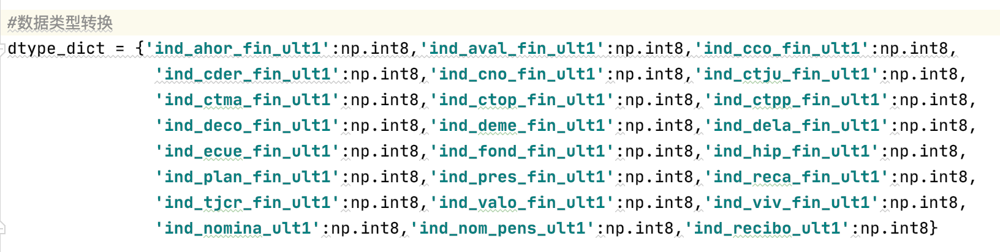 #数据类型转换
dtype_dict = {'ind_ahor_fin_ult1':np.int8,'ind_aval_fin_ult1':np.int8,'ind_cco_fin_ult1':np.int8,
'ind_cder_fin_ult1':np.int8,'ind_cno_fin_ult1':np.int8,'ind_ctju_fin_ult1':np.int8,
'ind_ctma_fin_ult1':np.int8,'ind_ctop_fin_ult1':np.int8,'ind_ctpp_fin_ult1':np.int8,
'ind_deco_fin_ult1':np.int8,'ind_deme_fin_ult1':np.int8,'ind_dela_fin_ult1':np.int8,
'ind_ecue_fin_ult1':np.int8,'ind_fond_fin_ult1':np.int8,'ind_hip_fin_ult1':np.int8,
'ind_plan_fin_ult1':np.int8,'ind_pres_fin_ult1':np.int8,'ind_reca_fin_ult1':np.int8,
'ind_tjcr_fin_ult1':np.int8,'ind_valo_fin_ult1':np.int8,'ind_viv_fin_ult1':np.int8,
'ind_nomina_ult1':np.int8,'ind_nom_pens_ult1':np.int8,'ind_recibo_ult1':np.int8}